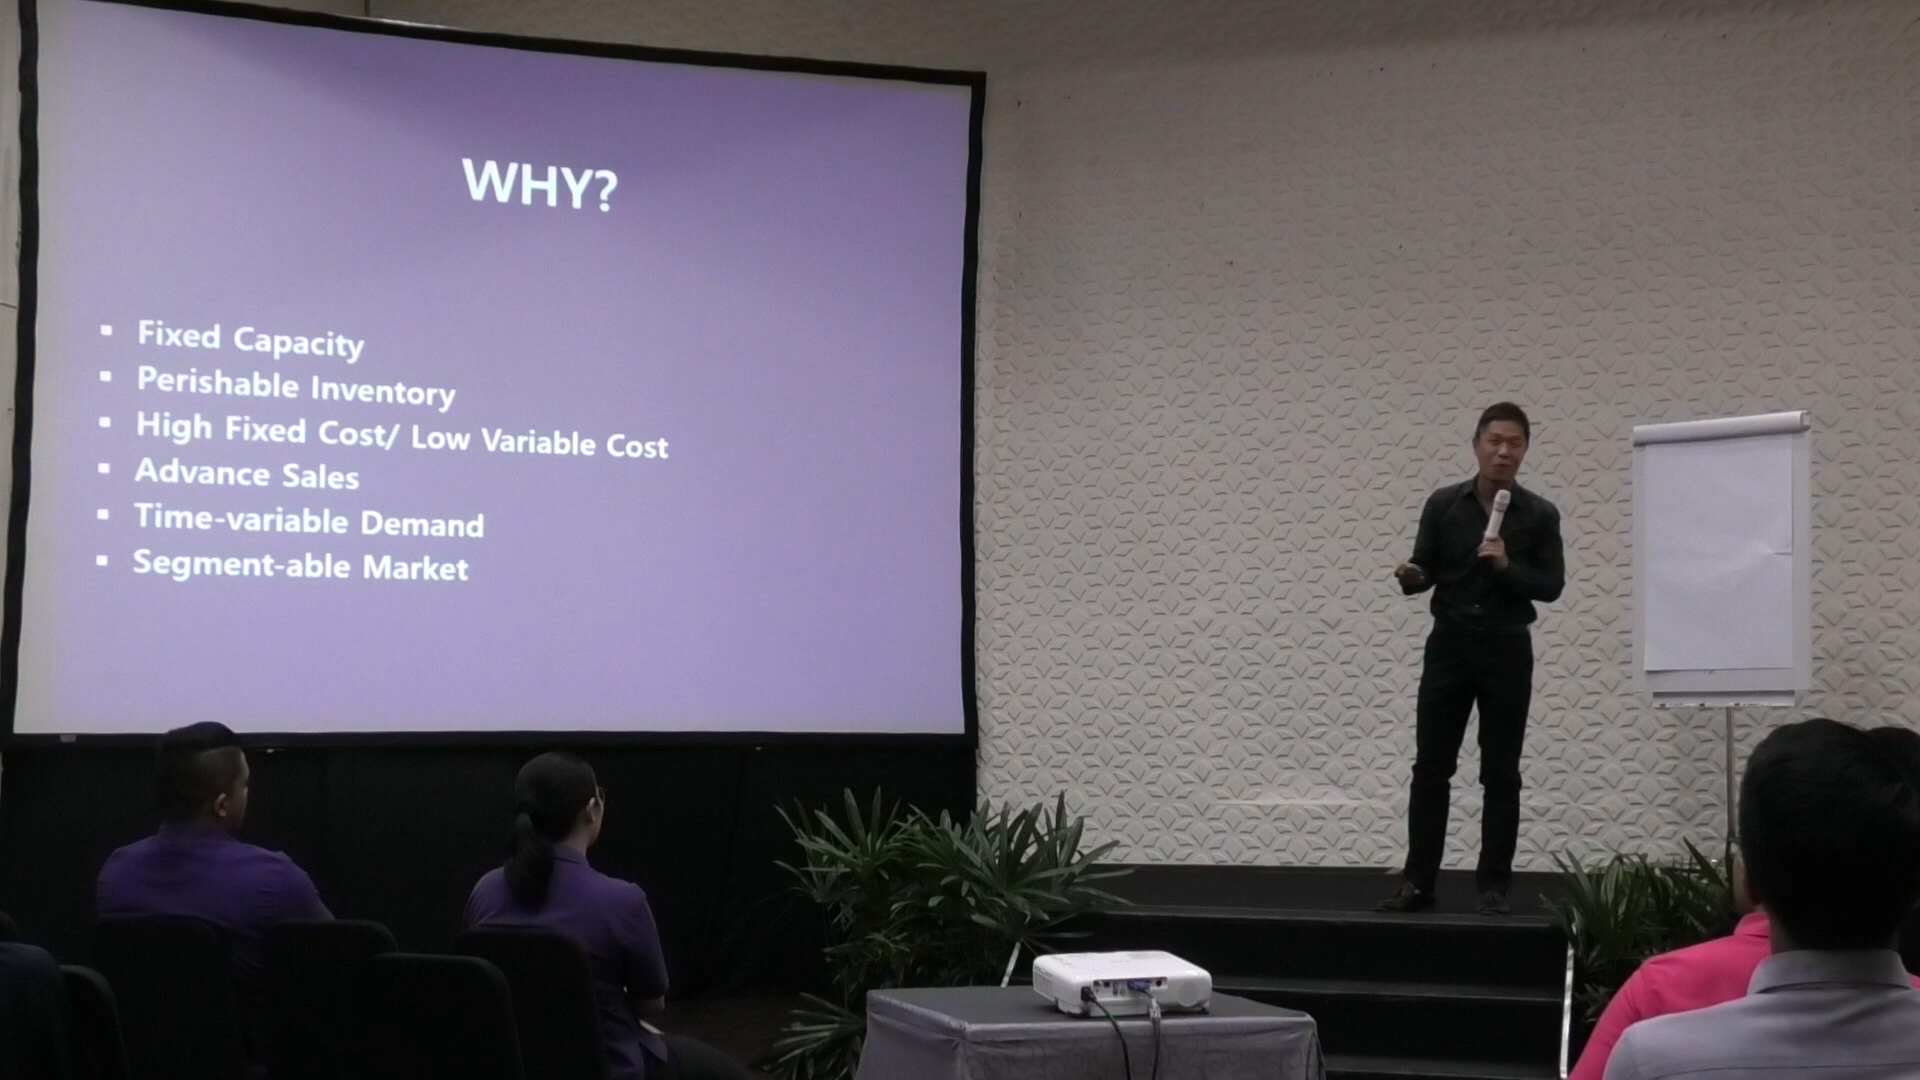 WHY?
▪ Fixed Capacity
▪ Perishable Inventory
▪ High Fixed Cost/ Low Variable Cost
▪ Advance Sales
▪ Time-variable Demand
▪ Segment-able Market